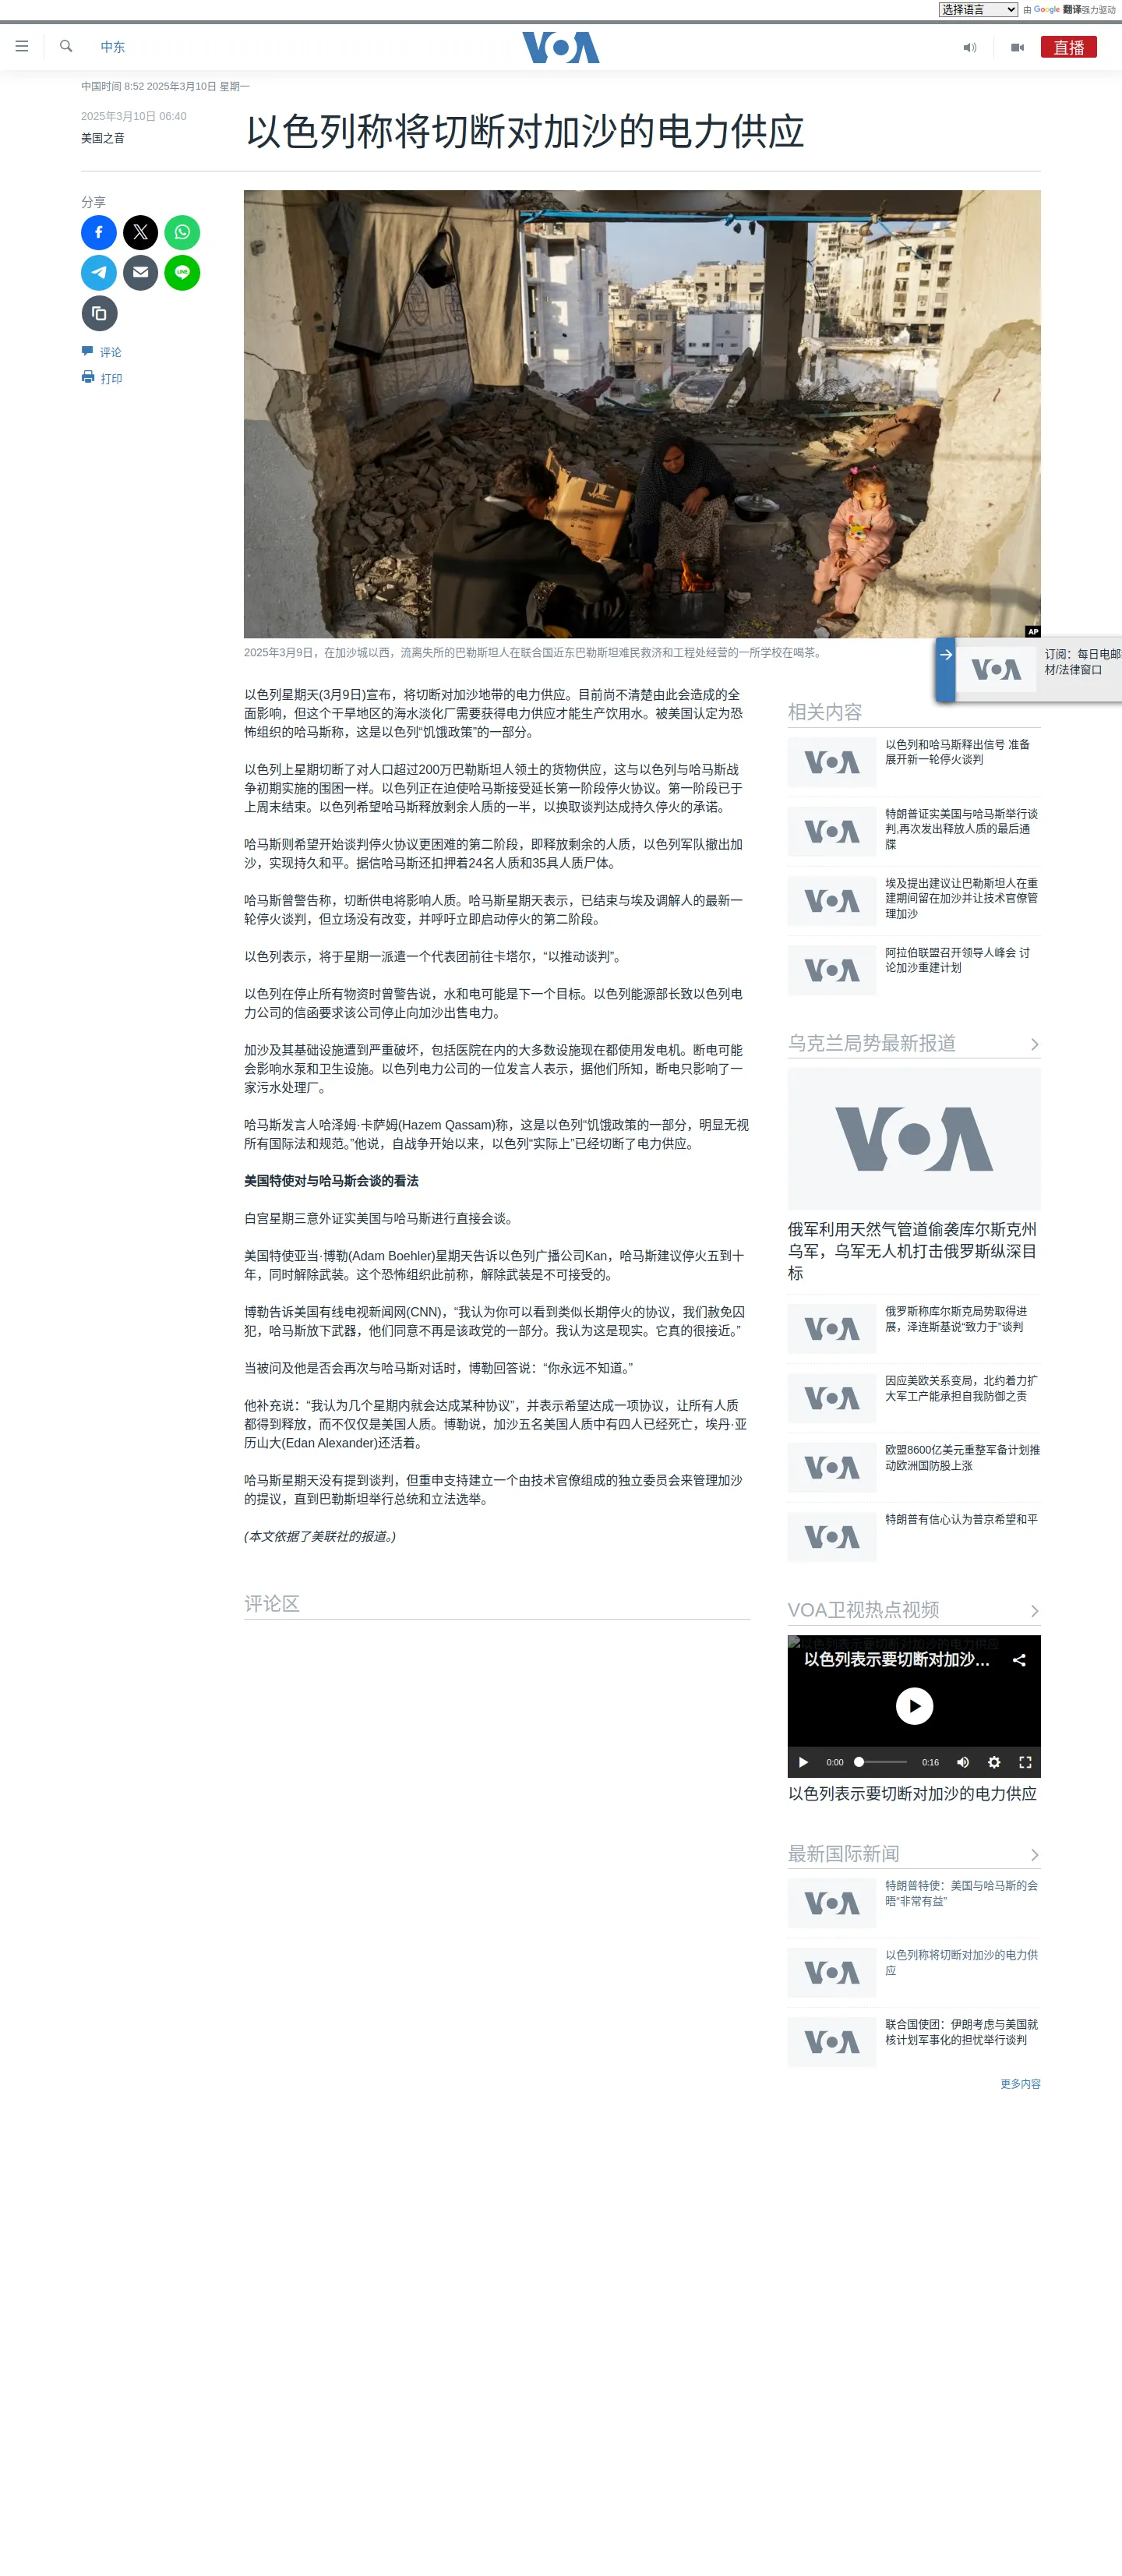 选择语言
由 Google 翻译强力驱动
中东
VOA
直播
中国时间 8:52 2025年3月10日 星期一
2025年3月10日 06:40
美国之音
以色列称将切断对加沙的电力供应
分享
LINE
评论
打印
AP
2025年3月9日，在加沙城以西，流离失所的巴勒斯坦人在联合国近东巴勒斯坦难民救济和工程处经营的一所学校在喝茶。
VOA
订阅：每日电邮
材/法律窗口
以色列星期天(3月9日)宣布，将切断对加沙地带的电力供应。目前尚不清楚由此会造成的全
面影响，但这个干旱地区的海水淡化厂需要获得电力供应才能生产饮用水。被美国认定为恐
怖组织的哈马斯称，这是以色列“饥饿政策”的一部分。
以色列上星期切断了对人口超过200万巴勒斯坦人领土的货物供应，这与以色列与哈马斯战
争初期实施的围困一样。以色列正在迫使哈马斯接受延长第一阶段停火协议。第一阶段已于
上周末结束。以色列希望哈马斯释放剩余人质的一半，以换取谈判达成持久停火的承诺。
哈马斯则希望开始谈判停火协议更困难的第二阶段，即释放剩余的人质，以色列军队撤出加
沙，实现持久和平。据信哈马斯还扣押着24名人质和35具人质尸体。
哈马斯曾警告称，切断供电将影响人质。哈马斯星期天表示，已结束与埃及调解人的最新一
轮停火谈判，但立场没有改变，并呼吁立即启动停火的第二阶段。
以色列表示，将于星期一派遣一个代表团前往卡塔尔，“以推动谈判”。
以色列在停止所有物资时曾警告说，水和电可能是下一个目标。以色列能源部长致以色列电
力公司的信函要求该公司停止向加沙出售电力。
加沙及其基础设施遭到严重破坏，包括医院在内的大多数设施现在都使用发电机。断电可能
会影响水泵和卫生设施。以色列电力公司的一位发言人表示，据他们所知，断电只影响了一
家污水处理厂。
哈马斯发言人哈泽姆·卡萨姆(Hazem Qassam)称，这是以色列“饥饿政策的一部分，明显无视
所有国际法和规范。”他说，自战争开始以来，以色列“实际上”已经切断了电力供应。
美国特使对与哈马斯会谈的看法
白宫星期三意外证实美国与哈马斯进行直接会谈。
美国特使亚当·博勒(Adam Boehler)星期天告诉以色列广播公司Kan，哈马斯建议停火五到十
年，同时解除武装。这个恐怖组织此前称，解除武装是不可接受的。
博勒告诉美国有线电视新闻网(CNN)，“我认为你可以看到类似长期停火的协议，我们赦免囚
犯，哈马斯放下武器，他们同意不再是该政党的一部分。我认为这是现实。它真的很接近。”
当被问及他是否会再次与哈马斯对话时，博勒回答说：“你永远不知道。”
他补充说：“我认为几个星期内就会达成某种协议”，并表示希望达成一项协议，让所有人质
都得到释放，而不仅仅是美国人质。博勒说，加沙五名美国人质中有四人已经死亡，埃丹·亚
历山大(Edan Alexander)还活着。
哈马斯星期天没有提到谈判，但重申支持建立一个由技术官僚组成的独立委员会来管理加沙
的提议，直到巴勒斯坦举行总统和立法选举。
(本文依据了美联社的报道。)
评论区
相关内容
VOA
以色列和哈马斯释出信号 准备
展开新一轮停火谈判
VOA
特朗普证实美国与哈马斯举行谈
判,再次发出释放人质的最后通
牒
VOA
埃及提出建议让巴勒斯坦人在重
建期间留在加沙并让技术官僚管
理加沙
VOA
阿拉伯联盟召开领导人峰会 讨
论加沙重建计划
乌克兰局势最新报道
VOA
俄军利用天然气管道偷袭库尔斯克州
乌军，乌军无人机打击俄罗斯纵深目
标
VOA
俄罗斯称库尔斯克局势取得进
展，泽连斯基说“致力于”谈判
VOA
因应美欧关系变局，北约着力扩
大军工产能承担自我防御之责
VOA
欧盟8600亿美元重整军备计划推
动欧洲国防股上涨
VOA
特朗普有信心认为普京希望和平
VOA卫视热点视频
以色列表示要切断对加沙的电力供应
以色列表示要切断对加沙...
0:00
0:16
以色列表示要切断对加沙的电力供应
最新国际新闻
VOA
特朗普特使：美国与哈马斯的会
晤“非常有益”
VOA
以色列称将切断对加沙的电力供
应
VOA
联合国使团：伊朗考虑与美国就
核计划军事化的担忧举行谈判
更多内容